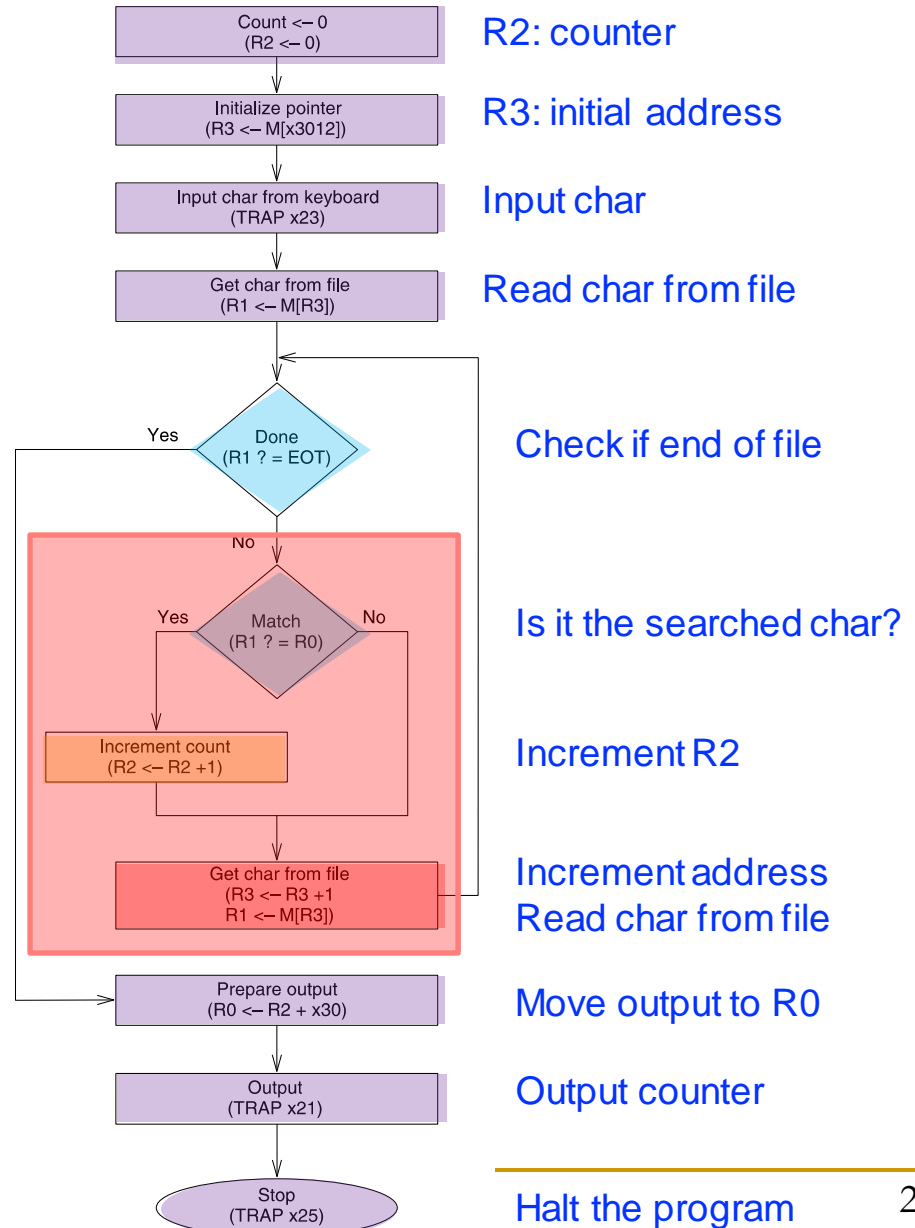 Count <– 0
(R2 <– 0)
R2: counter
Initialize pointer
(R3 <– M[x3012])
R3: initial address
Input char from keyboard
(TRAP x23)
Input char
Get char from file
(R1 <– M[R3])
Read char from file
Yes
Done
(R1 ? = EOT)
Check if end of file
No
Yes
Match
(R1 ? = R0)
No
Is it the searched char?
Increment count
(R2 <– R2 +1)
Increment R2
Get char from file
(R3 <– R3 +1
R1 <– M[R3])
Increment address
Read char from file
Prepare output
(R0 <– R2 + x30)
Move output to R0
Output
(TRAP x21)
Output counter
Stop
(TRAP x25)
Halt the program
2